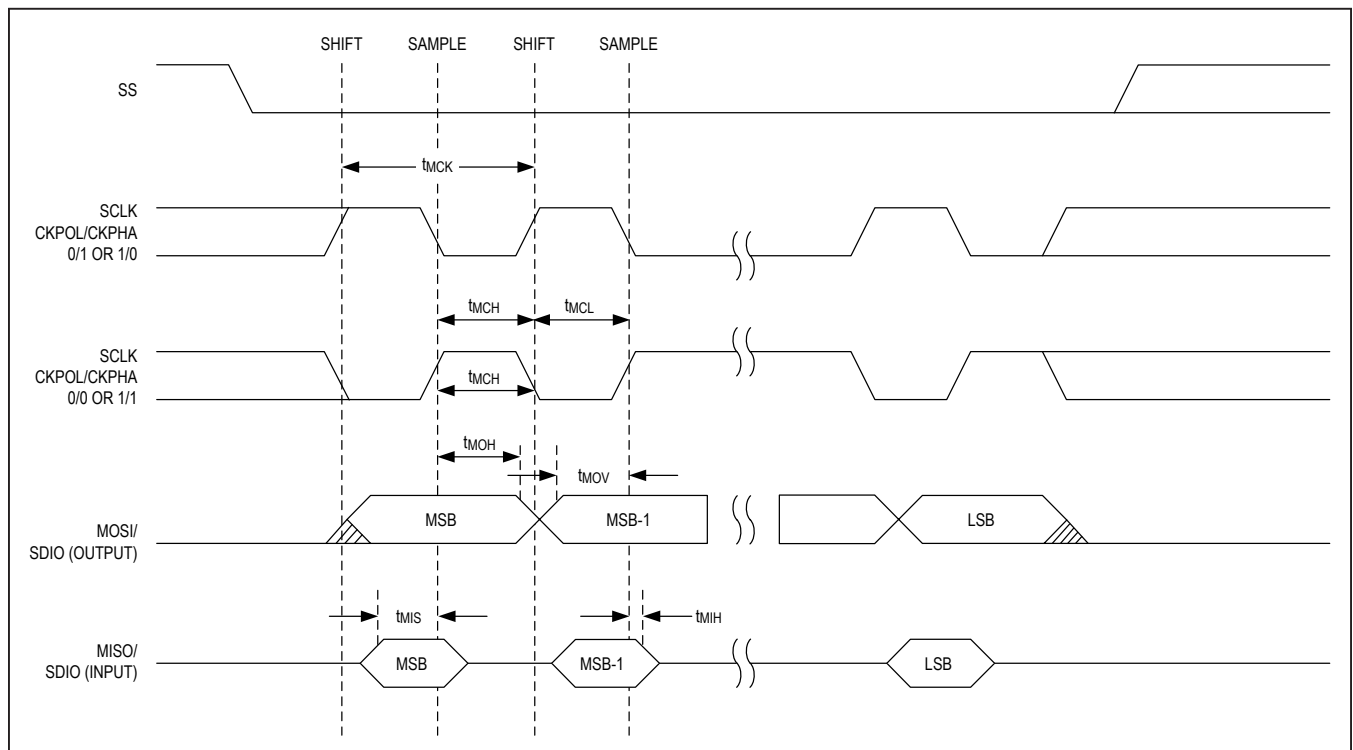 SHIFT SAMPLE SHIFT SAMPLE
SS
tMCK
SCLK
CKPOL/CKPHA
0/1 OR 1/0
tMCH tMCL
SCLK
CKPOL/CKPHA
0/0 OR 1/1
tMCH
tMOH
tMOV
MOSI/
SDIO (OUTPUT)
MSB MSB-1 LSB
tMIS tMIH
MISO/
SDIO (INPUT)
MSB MSB-1 LSB